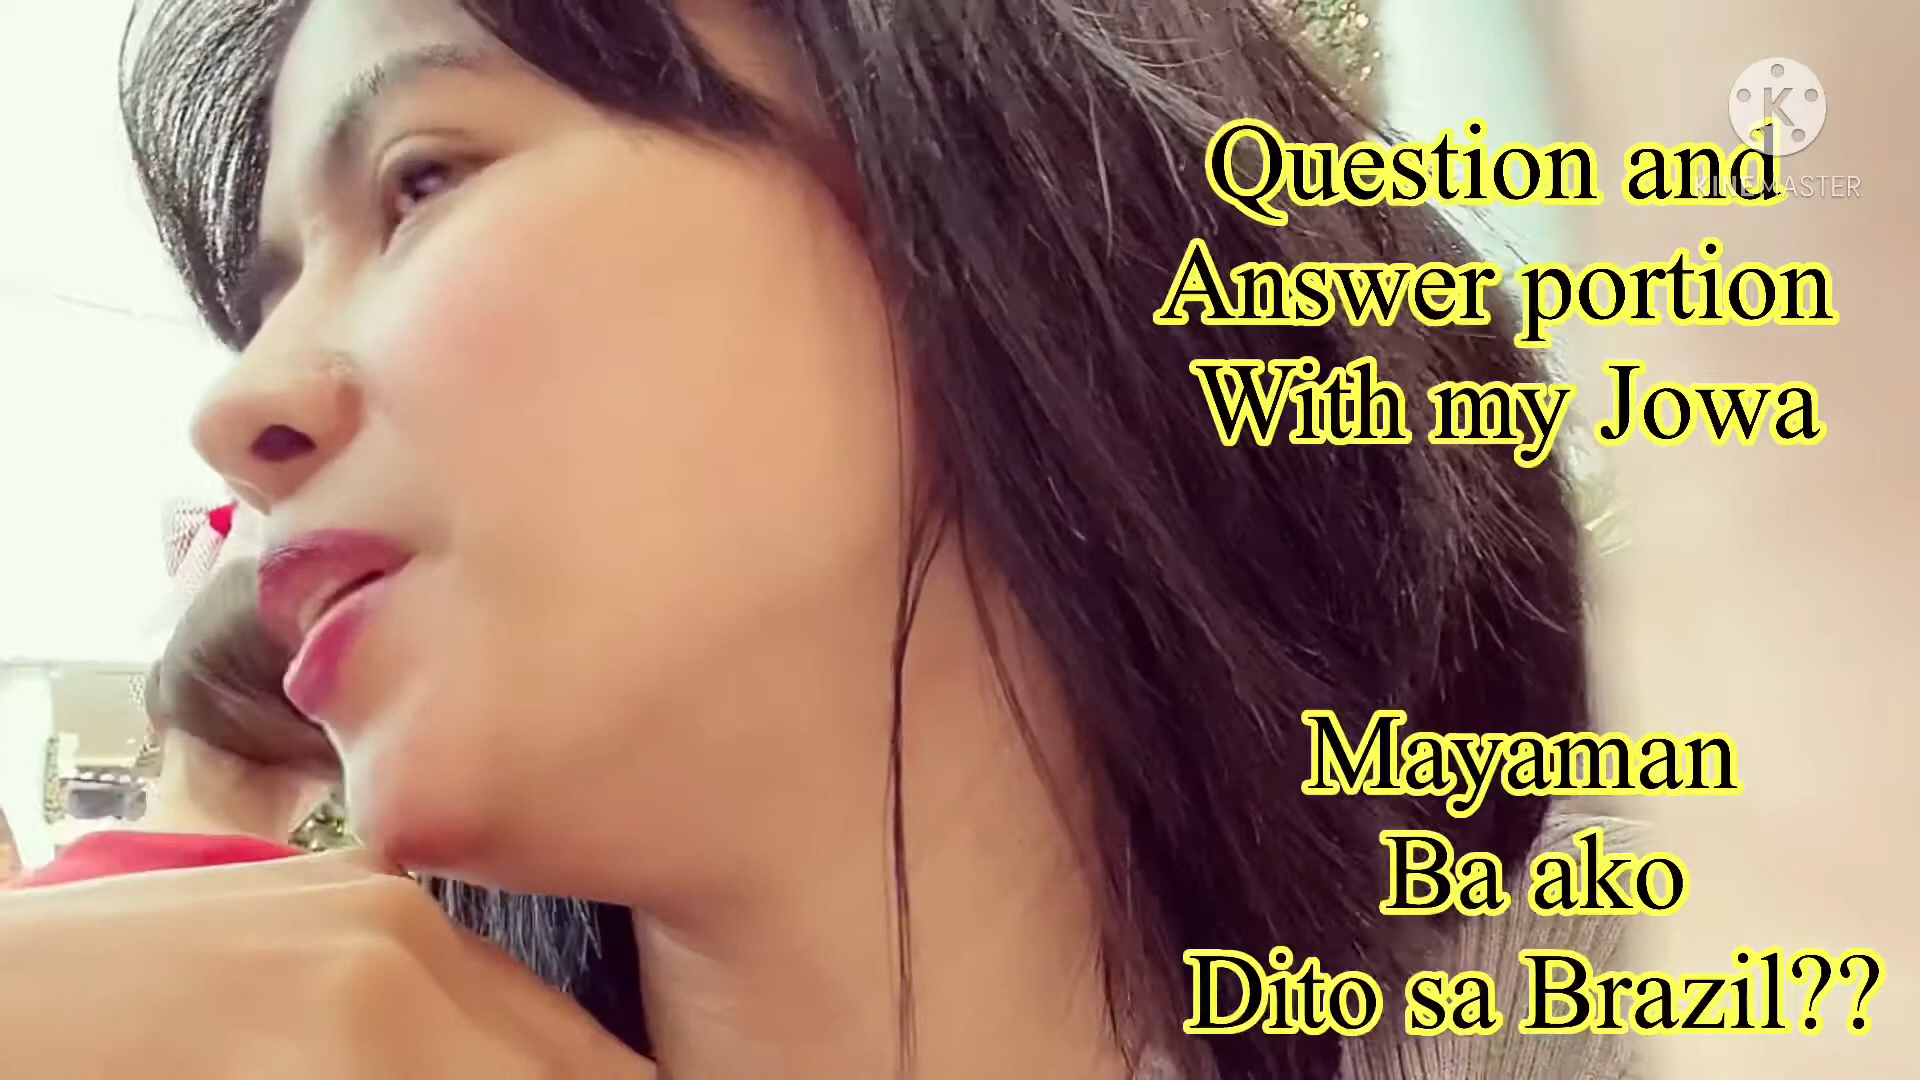 K
KINEMASTER
Question and
Answer portion
With my Jowa
Mayaman
Ba ako
Dito sa Brazil??